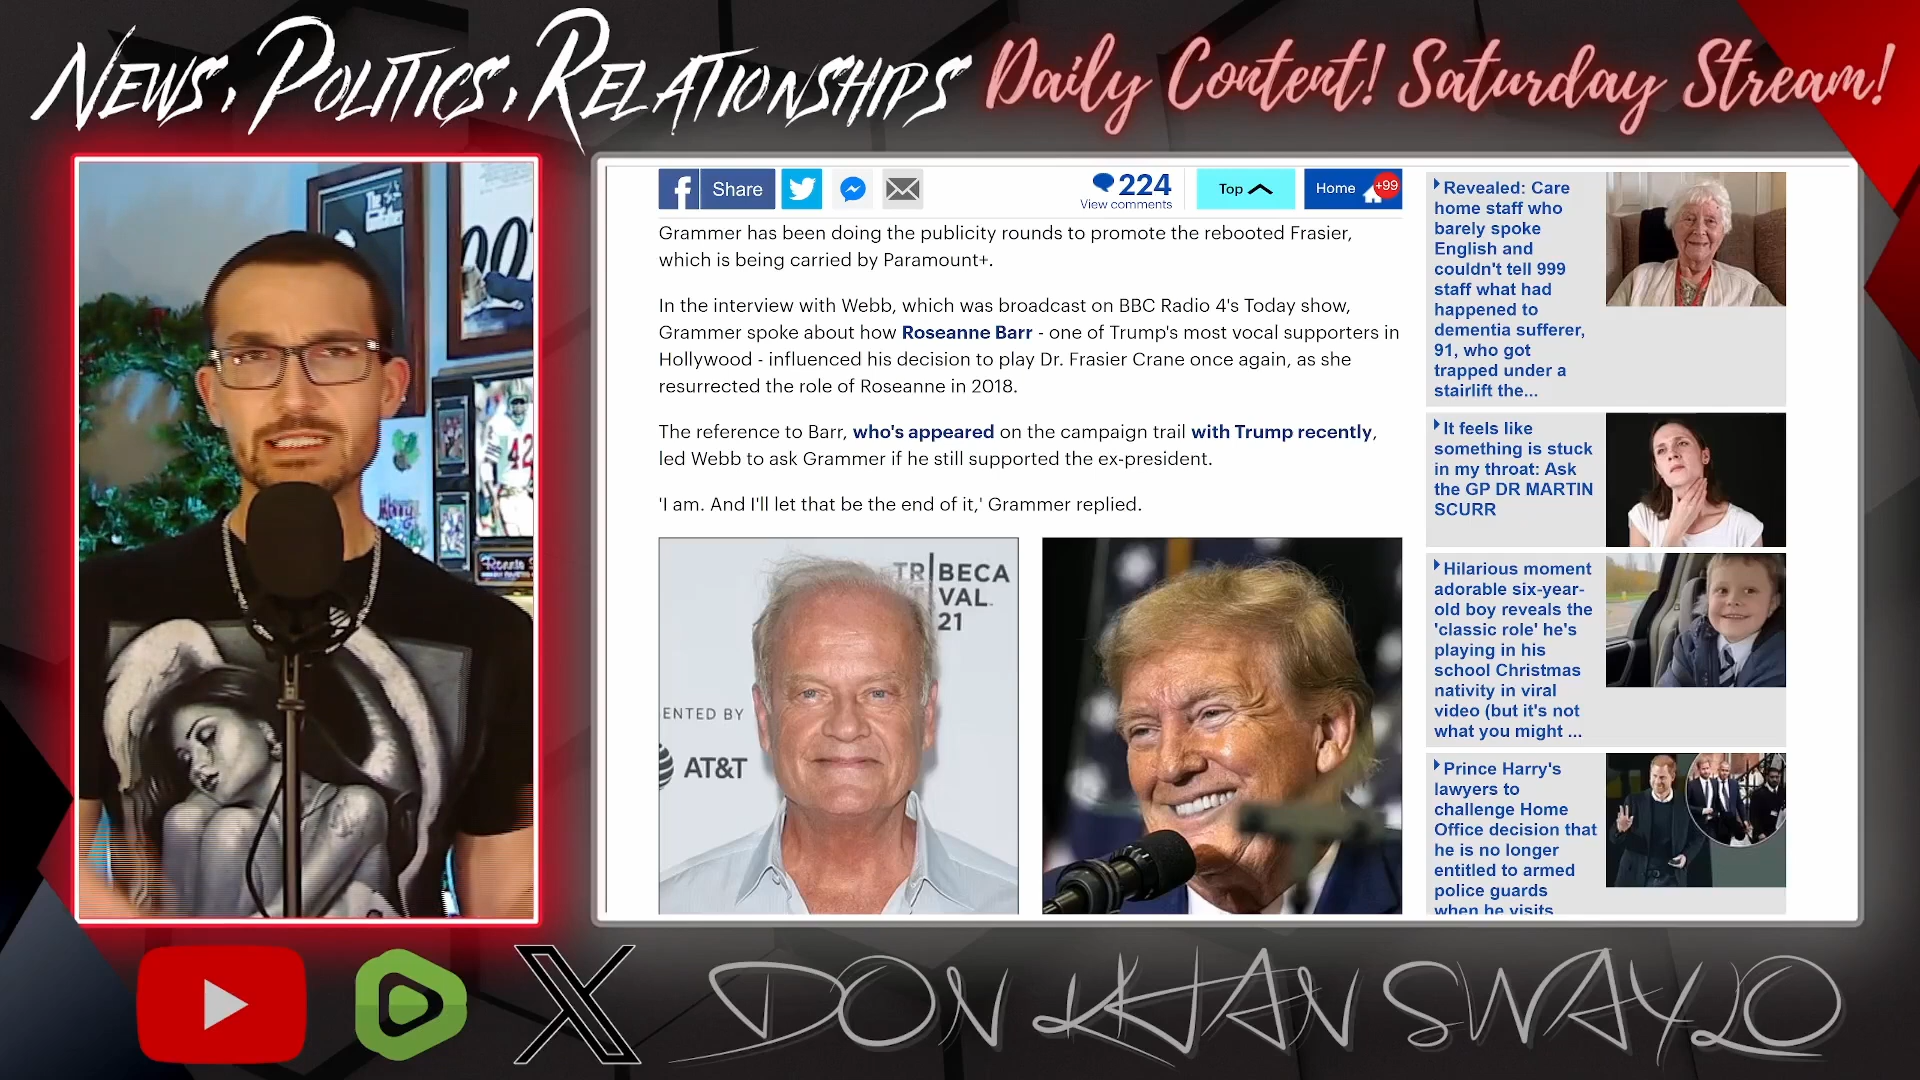 NEWS, POLITICS, RELATIONSHIPS
Daily Content! Saturday Stream!
The Godfather
007
42
Merry
Ronnie
f Share
224
View comments
Top
Home
+99
Grammer has been doing the publicity rounds to promote the rebooted Frasier,
which is being carried by Paramount+.
In the interview with Webb, which was broadcast on BBC Radio 4's Today show,
Grammer spoke about how Roseanne Barr - one of Trump's most vocal supporters in
Hollywood - influenced his decision to play Dr. Frasier Crane once again, as she
resurrected the role of Roseanne in 2018.
The reference to Barr, who's appeared on the campaign trail with Trump recently,
led Webb to ask Grammer if he still supported the ex-president.
'I am. And I'll let that be the end of it,' Grammer replied.
TRIBECA
VAL
21
ENTED BY
AT&T
Revealed: Care
home staff who
barely spoke
English and
couldn't tell 999
staff what had
happened to
dementia sufferer,
91, who got
trapped under a
stairlift the...
It feels like
something is stuck
in my throat: Ask
the GP DR MARTIN
SCURR
Hilarious moment
adorable six-year-
old boy reveals the
'classic role' he's
playing in his
school Christmas
nativity in viral
video (but it's not
what you might ...
Prince Harry's
lawyers to
challenge Home
Office decision that
he is no longer
entitled to armed
police guards
when he visits
X
DON KHAN SWAYLO